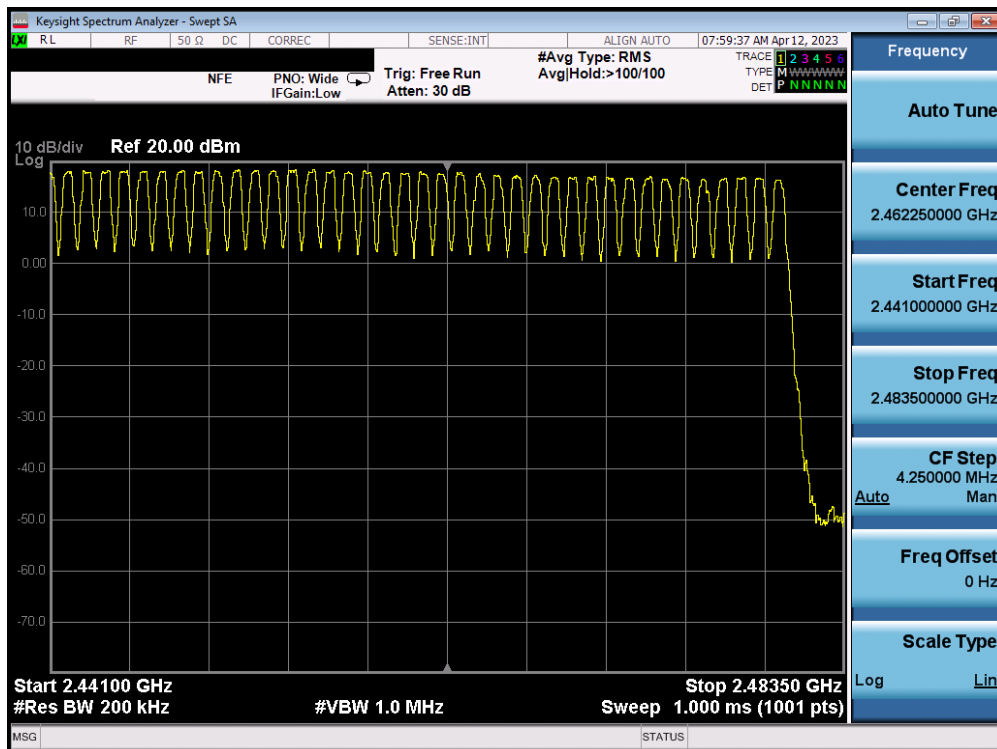 Keysight Spectrum Analyzer - Swept SA
LXI RL RF 50 Ω DC CORREC SENSE:INT ALIGN AUTO 07:59:37 AM Apr 12, 2023
NFE PNO: Wide Trig: Free Run #Avg Type: RMS TRACE 1 2 3 4 5 6
IFGain:Low Atten: 30 dB Avg|Hold:>100/100 TYPE M WWWWW
DET P N N N N N
Frequency
Auto Tune
Center Freq
2.462250000 GHz
Start Freq
2.441000000 GHz
Stop Freq
2.483500000 GHz
CF Step
4.250000 MHz
Auto Man
Freq Offset
0 Hz
Scale Type
Log Lin
10 dB/div Ref 20.00 dBm
Log
10.0
0.00
-10.0
-20.0
-30.0
-40.0
-50.0
-60.0
-70.0
Start 2.44100 GHz Stop 2.48350 GHz
#Res BW 200 kHz #VBW 1.0 MHz Sweep 1.000 ms (1001 pts)
MSG STATUS